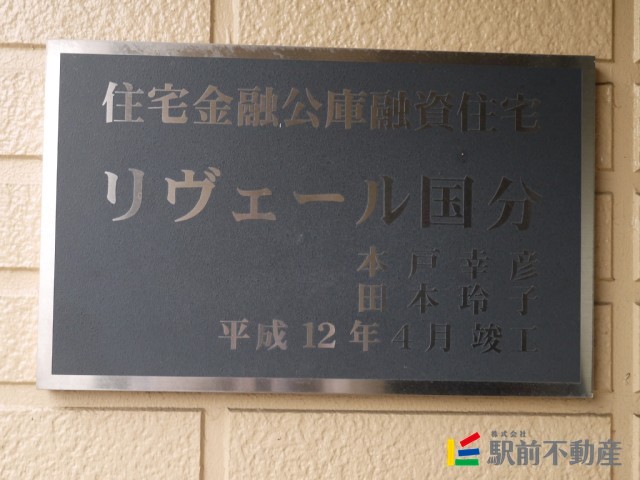 住宅金融公庫融資住宅
リヴェール国分
本戸幸彦
田本玲子
平成12年4月竣工
株式会社
駅前不動産